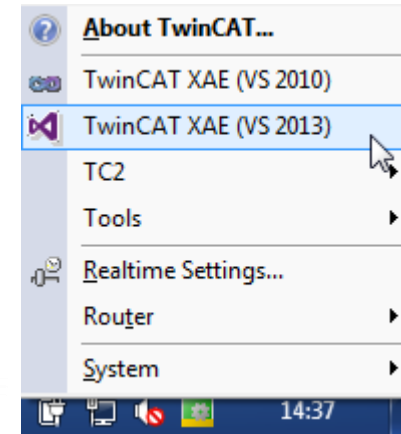 About TwinCAT...
TwinCAT XAE (VS 2010)
TwinCAT XAE (VS 2013)
TC2
Tools
Realtime Settings...
Router
System
14:37